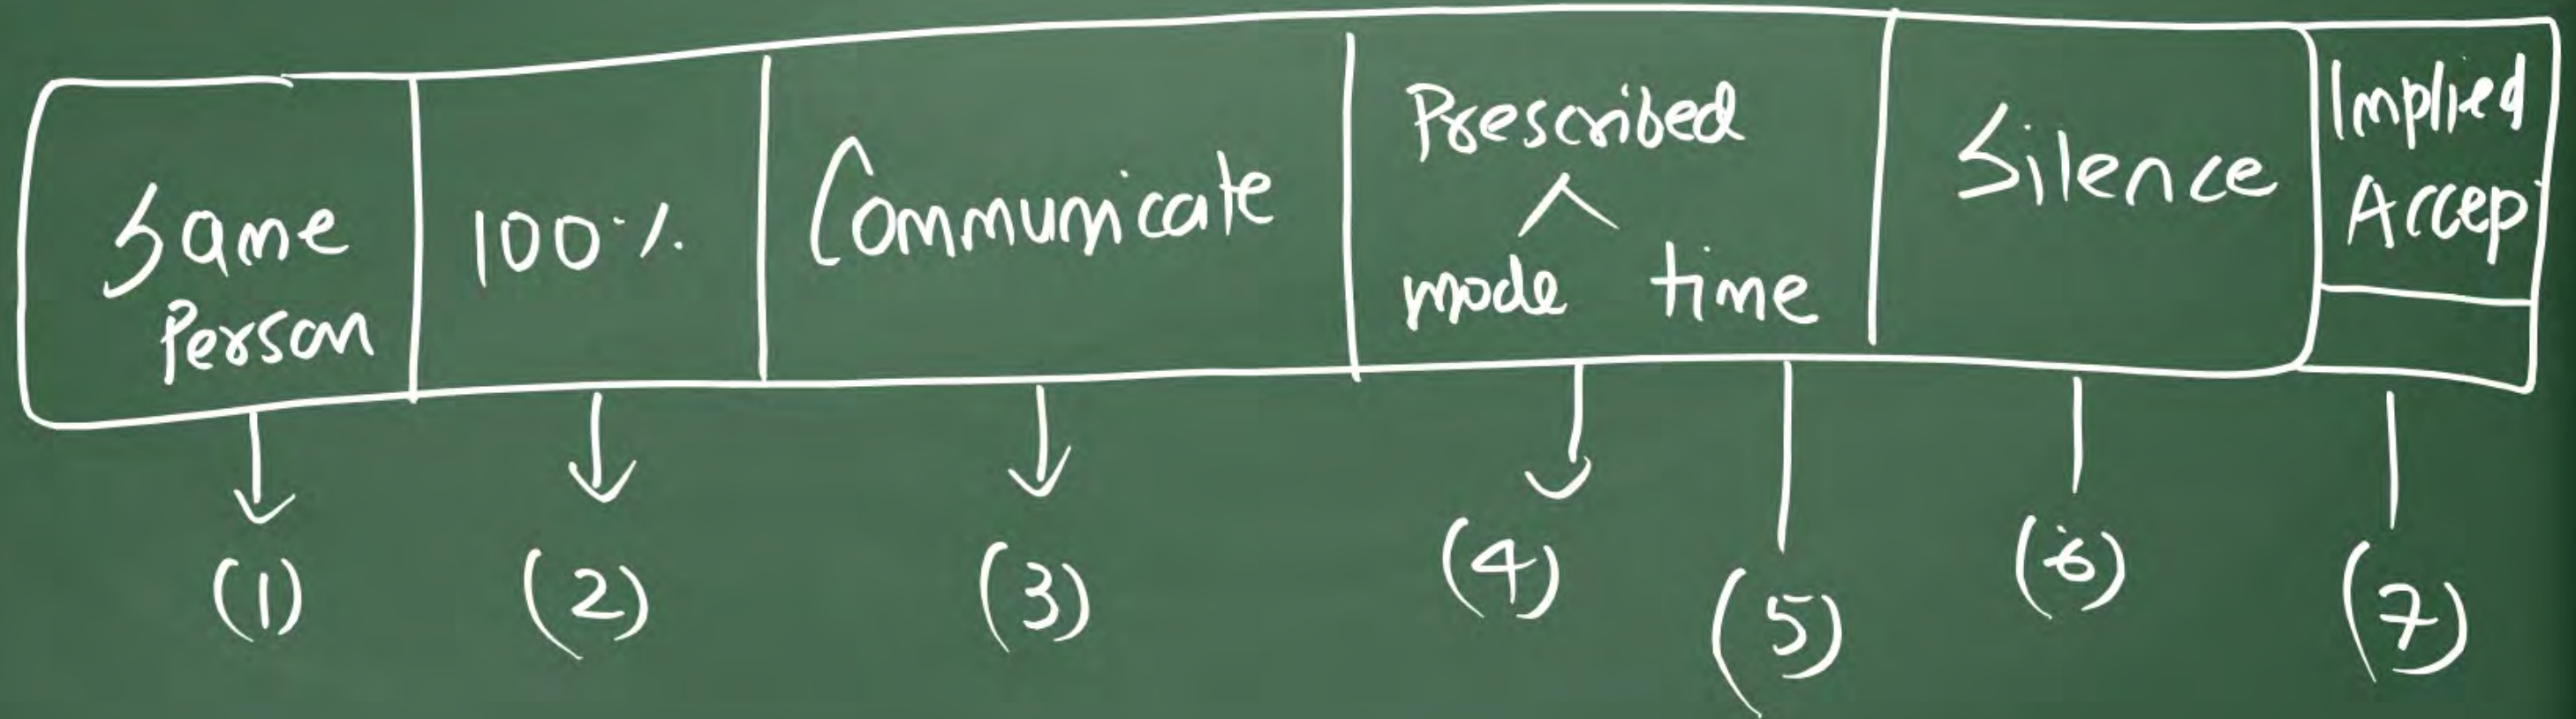 Same
Person
100%
Communicate
Prescribed
mode time
Silence
Implied
Accep
(1)
(2)
(3)
(4)
(5)
(6)
(7)